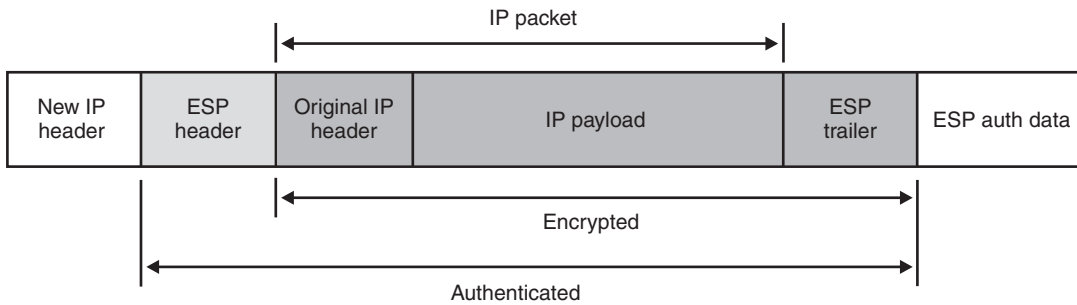 IP packet
New IP
header
ESP
header
Original IP
header
IP payload
ESP
trailer
ESP auth data
Encrypted
Authenticated